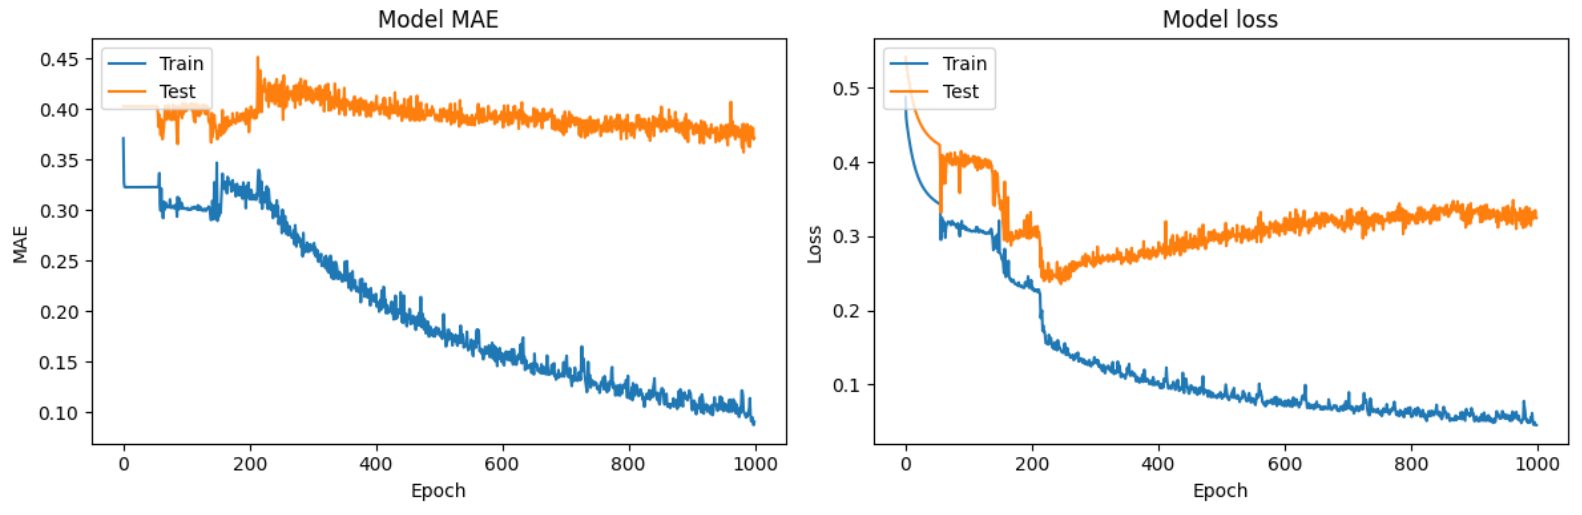 Model MAE
Train
Test
0.45
0.40
0.35
0.30
0.25
0.20
0.15
0.10
MAE
0 200 400 600 800 1000
Epoch
Model loss
Train
Test
0.5
0.4
0.3
0.2
0.1
Loss
0 200 400 600 800 1000
Epoch